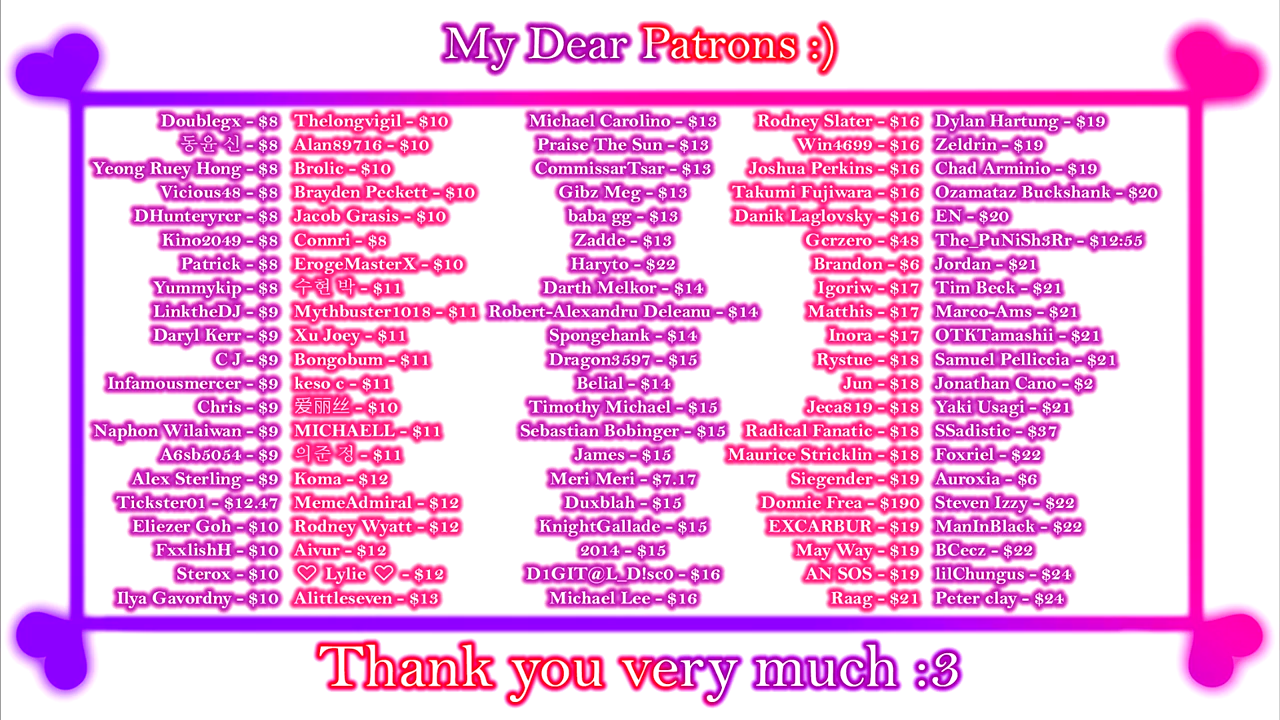 My Dear Patrons :)
Doublegx - $8
동윤 신 - $8
Yeong Ruey Hong - $8
Vicious48 - $8
DHunteryrcr - $8
Kino2049 - $8
Patrick - $8
Yummykip - $8
LinktheDJ - $9
Daryl Kerr - $9
C J - $9
Infamousmercer - $9
Chris - $9
Naphon Wilaiwan - $9
A6sb5054 - $9
Alex Sterling - $9
Tickster01 - $12.47
Eliezer Goh - $10
FxxlishH - $10
Sterox - $10
Ilya Gavordny - $10
Thelongvigil - $10
Alan89716 - $10
Brolic - $10
Brayden Peckett - $10
Jacob Grasis - $10
Connri - $8
ErogeMasterX - $10
수현 박 - $11
Mythbuster1018 - $11
Xu Joey - $11
Bongobum - $11
keso c - $11
爱丽丝 - $10
MICHAELL - $11
의준 정 - $11
Koma - $12
MemeAdmiral - $12
Rodney Wyatt - $12
Aivur - $12
♡ Lylie ♡ - $12
Alittleseven - $13
Michael Carolino - $13
Praise The Sun - $13
CommissarTsar - $13
Gibz Meg - $13
baba gg - $13
Zadde - $13
Haryto - $22
Darth Melkor - $14
Robert-Alexandru Deleanu - $14
Spongehank - $14
Dragon3597 - $15
Belial - $14
Timothy Michael - $15
Sebastian Bobinger - $15
James - $15
Meri Meri - $7.17
Duxblah - $15
KnightGallade - $15
2014 - $15
D1GIT@L_D!sc0 - $16
Michael Lee - $16
Rodney Slater - $16
Win4699 - $16
Joshua Perkins - $16
Takumi Fujiwara - $16
Danik Laglovsky - $16
Gcrzero - $48
Brandon - $6
Igoriw - $17
Matthis - $17
Inora - $17
Rystue - $18
Jun - $18
Jeca819 - $18
Radical Fanatic - $18
Maurice Stricklin - $18
Siegender - $19
Donnie Frea - $190
EXCARBUR - $19
May Way - $19
AN SOS - $19
Raag - $21
Dylan Hartung - $19
Zeldrin - $19
Chad Arminio - $19
Ozamataz Buckshank - $20
EN - $20
The_PuNiSh3Rr - $12:55
Jordan - $21
Tim Beck - $21
Marco-Ams - $21
OTKTamashii - $21
Samuel Pelliccia - $21
Jonathan Cano - $2
Yaki Usagi - $21
SSadistic - $37
Foxriel - $22
Auroxia - $6
Steven Izzy - $22
ManInBlack - $22
BCecz - $22
lilChungus - $24
Peter clay - $24
Thank you very much :3